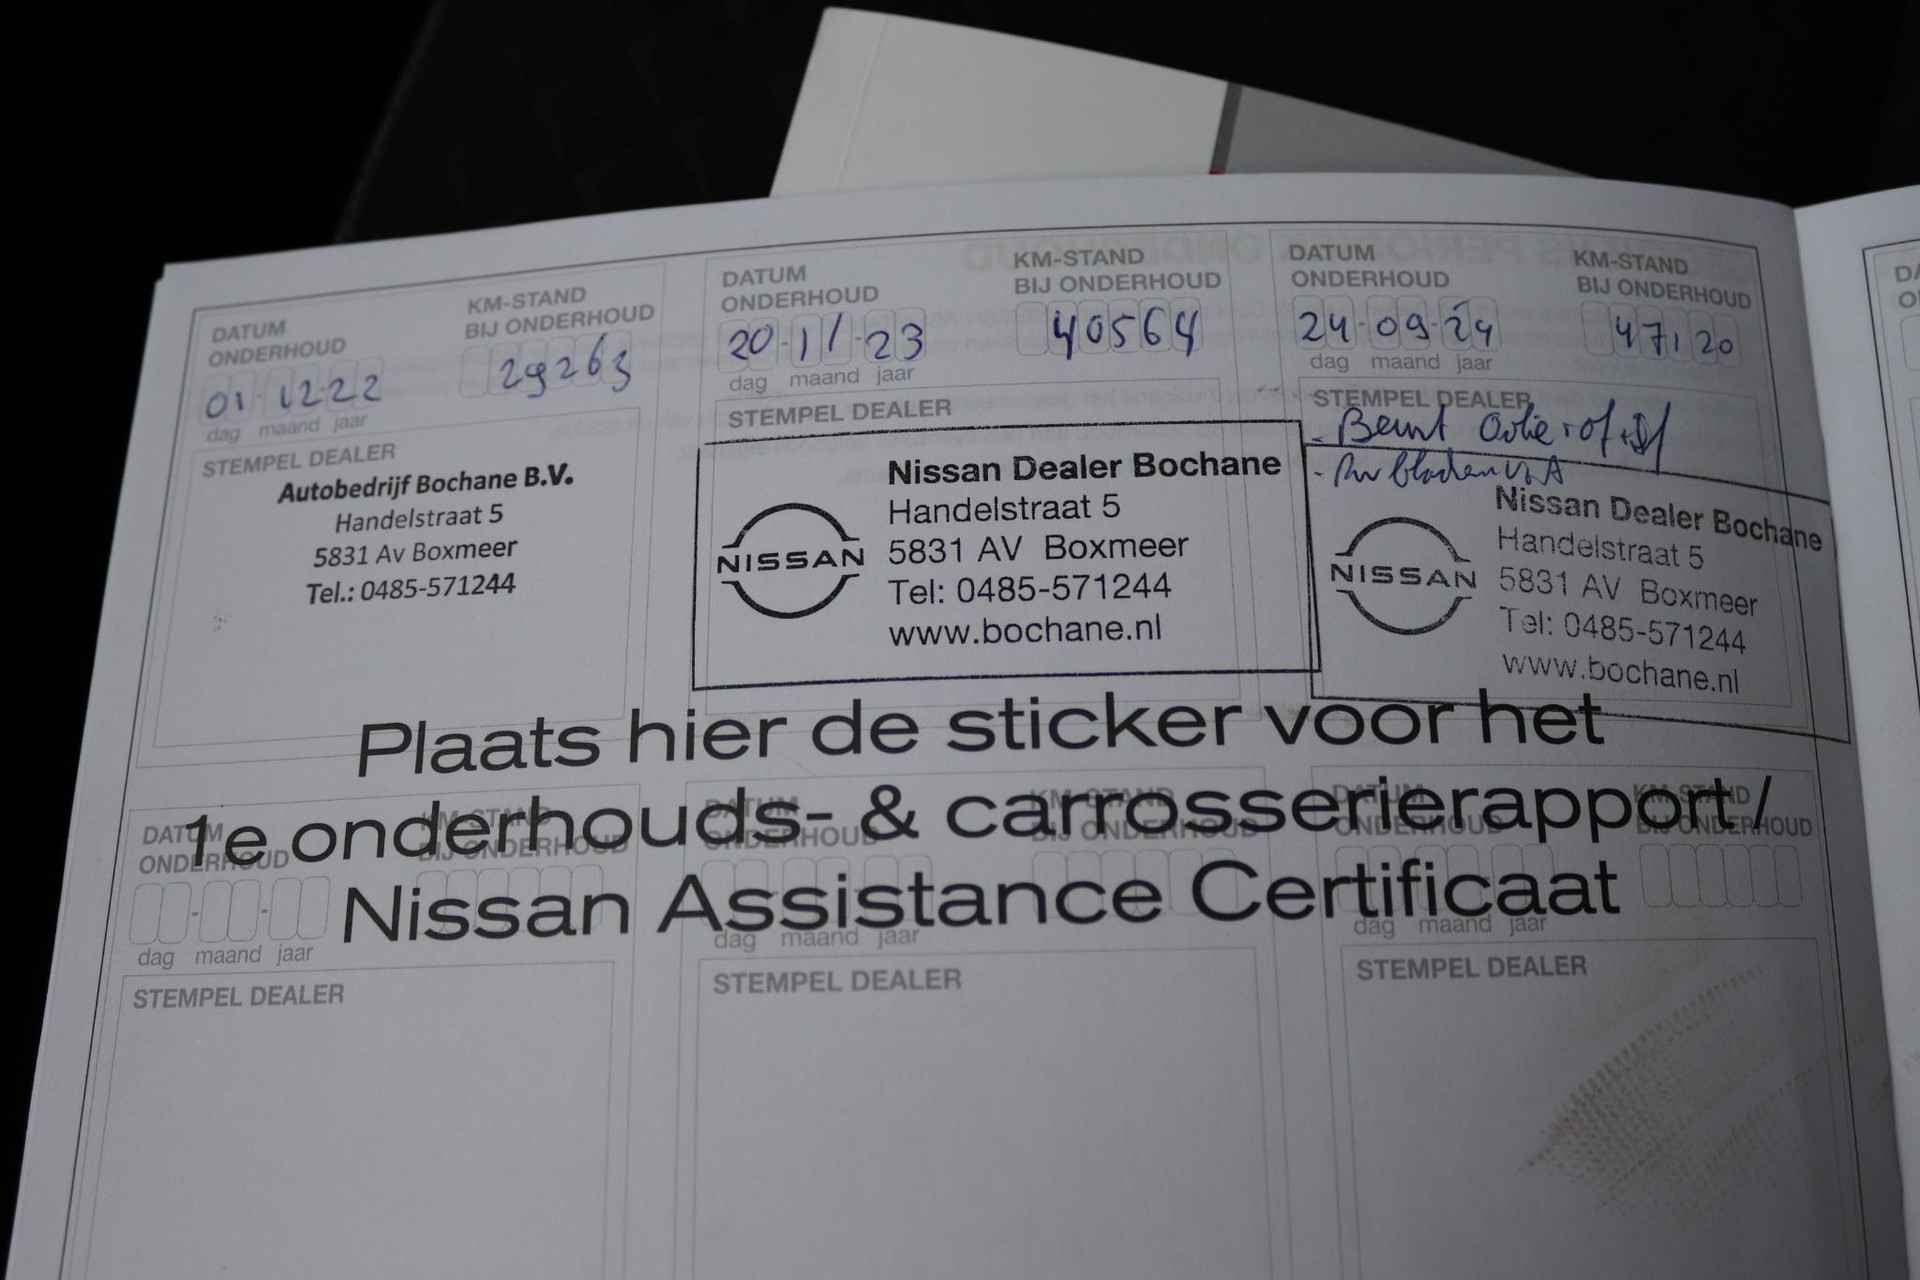 DATUM
ONDERHOUD
KM-STAND
BIJ ONDERHOUD
01 12 22
29263
dag maand jaar
STEMPEL DEALER
Autobedrijf Bochane B.V.
Handelstraat 5
5831 Av Boxmeer
Tel.: 0485-571244
DATUM
ONDERHOUD
KM-STAND
BIJ ONDERHOUD
20-11-23
40564
dag maand jaar
STEMPEL DEALER
NISSAN
Nissan Dealer Bochane
Handelstraat 5
5831 AV Boxmeer
Tel: 0485-571244
www.bochane.nl
DATUM
ONDERHOUD
KM-STAND
BIJ ONDERHOUD
24-09-24
47120
dag maand jaar
STEMPEL DEALER
NISSAN
Nissan Dealer Bochane
Handelstraat 5
5831 AV Boxmeer
Tel: 0485-571244
www.bochane.nl
Plaats hier de sticker voor het
1e onderhouds- & carrosserierapport/
Nissan Assistance Certificaat
DATUM
ONDERHOUD
KM-STAND
BIJ ONDERHOUD
dag maand jaar
STEMPEL DEALER
DATUM
ONDERHOUD
KM-STAND
BIJ ONDERHOUD
dag maand jaar
STEMPEL DEALER
DATUM
ONDERHOUD
KM-STAND
BIJ ONDERHOUD
dag maand jaar
STEMPEL DEALER